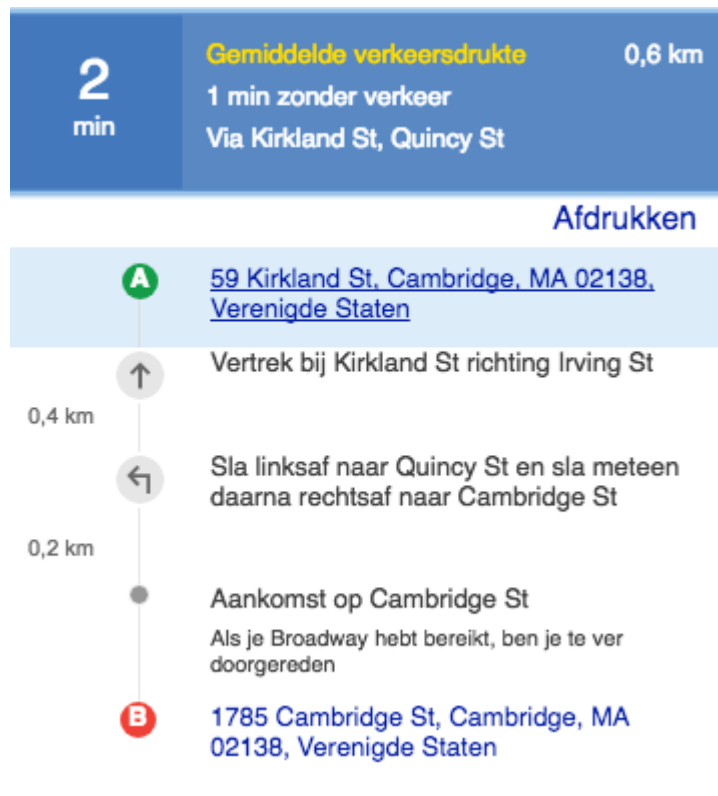 2
min
Gemiddelde verkeersdrukte 0,6 km
1 min zonder verkeer
Via Kirkland St, Quincy St
Afdrukken
A
59 Kirkland St, Cambridge, MA 02138,
Verenigde Staten
Vertrek bij Kirkland St richting Irving St
0,4 km
Sla linksaf naar Quincy St en sla meteen
daarna rechtsaf naar Cambridge St
0,2 km
Aankomst op Cambridge St
Als je Broadway hebt bereikt, ben je te ver
doorgereden
B
1785 Cambridge St, Cambridge, MA
02138, Verenigde Staten